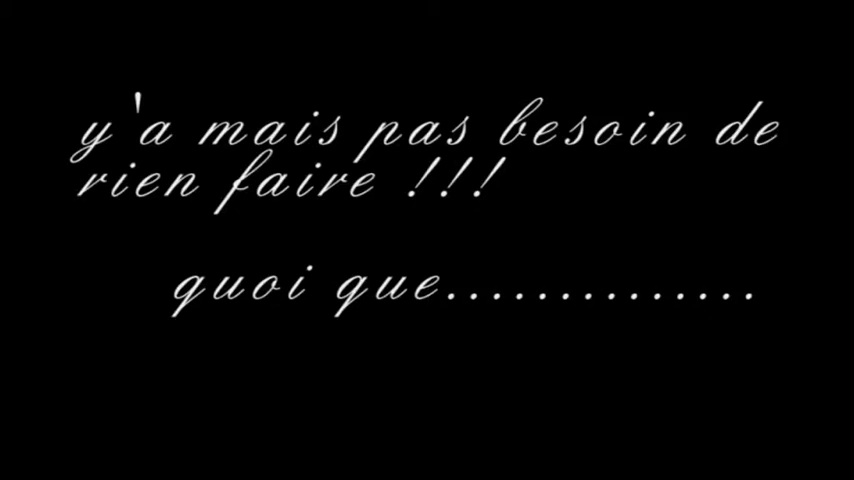 y'a mais pas besoin de
rien faire !!!
quoi que..............